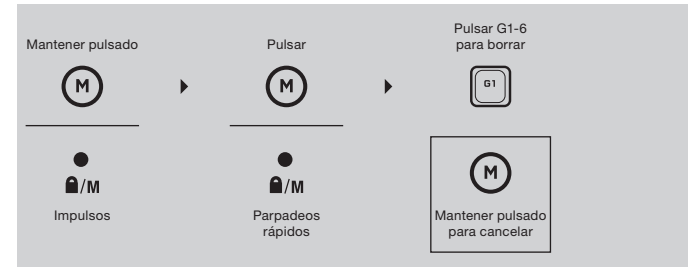 Mantener pulsado
M
Impulsos
/M
Pulsar
M
/M
Parpadeos
rápidos
Pulsar G1-6
para borrar
G1
M
Mantener pulsado
para cancelar